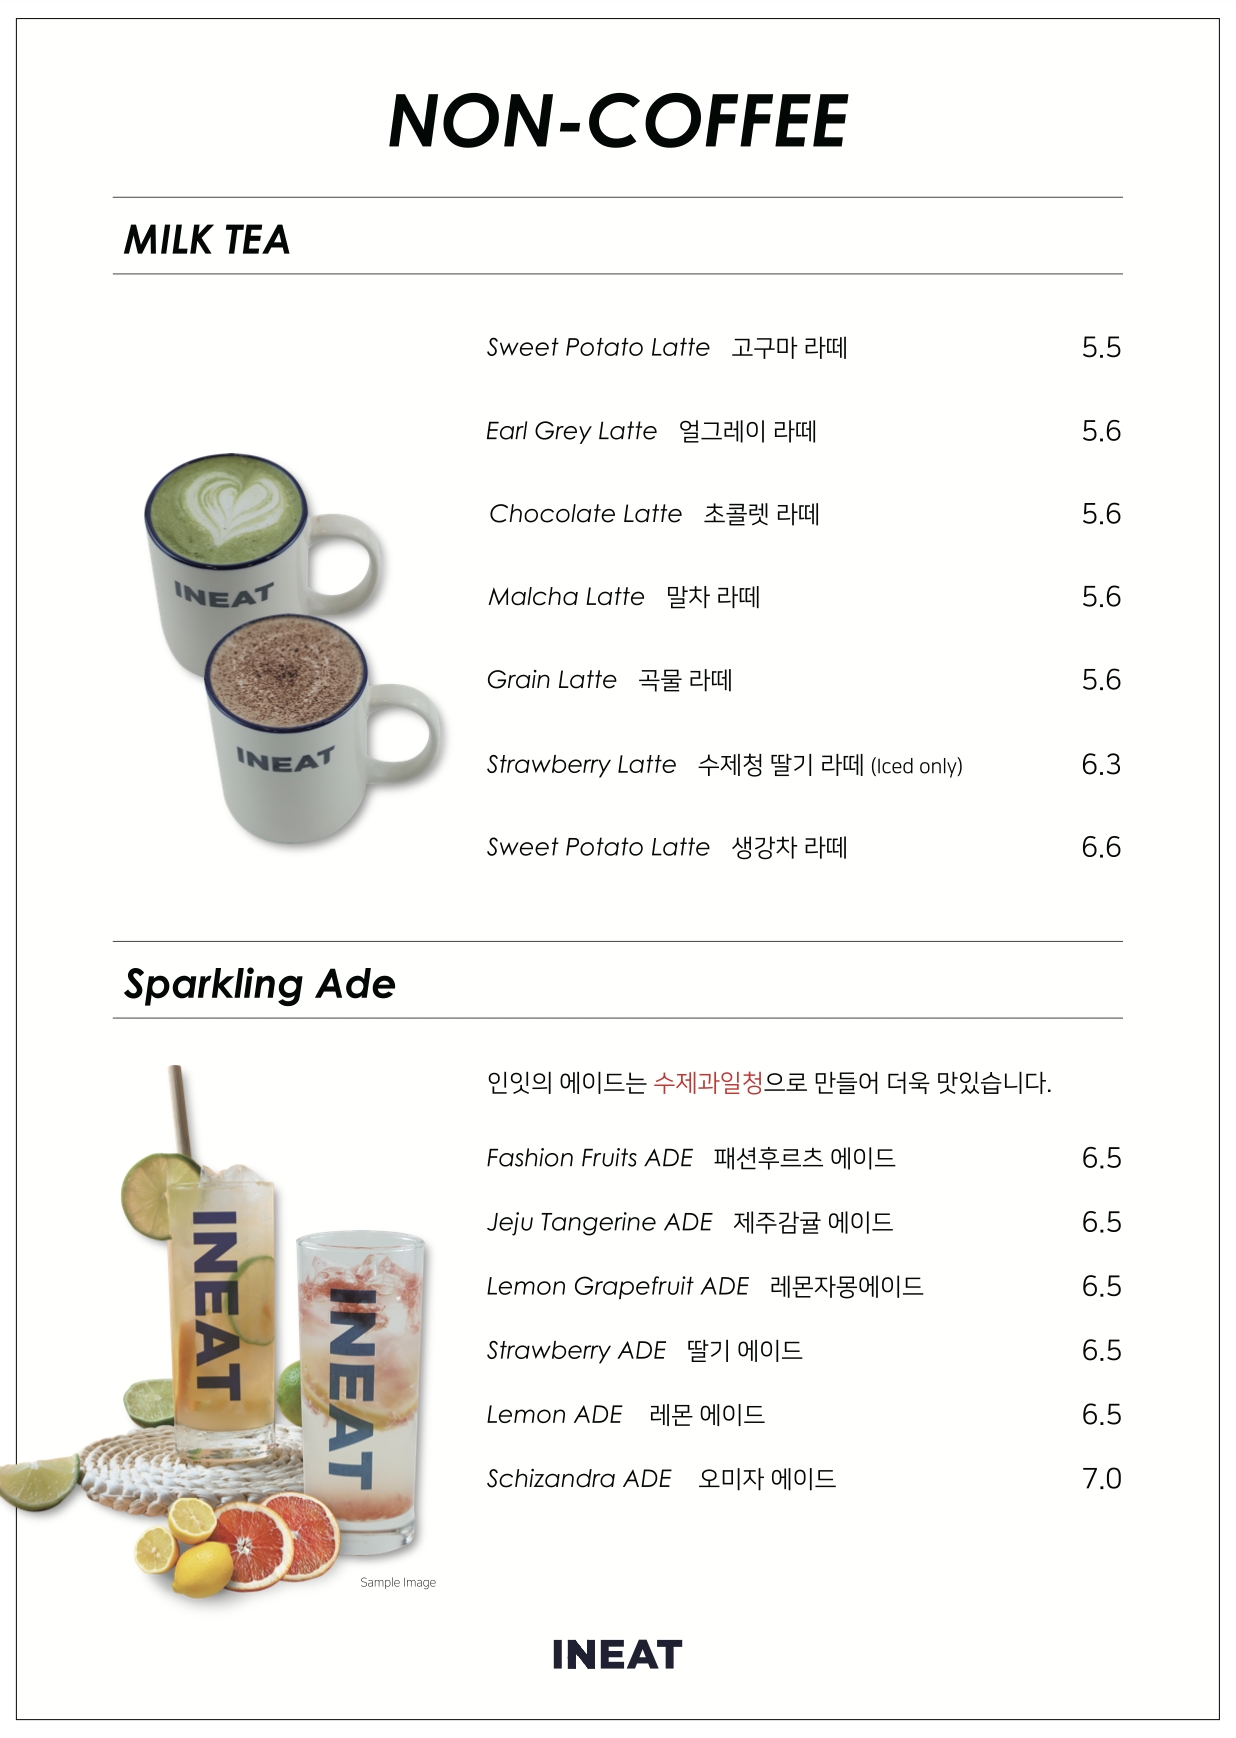 NON-COFFEE
MILK TEA
Sweet Potato Latte 고구마 라떼 5.5
Earl Grey Latte 얼그레이 라떼 5.6
Chocolate Latte 초콜렛 라떼 5.6
Malcha Latte 말차 라떼 5.6
Grain Latte 곡물 라떼 5.6
Strawberry Latte 수제청 딸기 라떼 (Iced only) 6.3
Sweet Potato Latte 생강차 라떼 6.6
INEAT
INEAT
Sparkling Ade
인잇의 에이드는 수제과일청으로 만들어 더욱 맛있습니다.
Fashion Fruits ADE 패션후르츠 에이드 6.5
Jeju Tangerine ADE 제주감귤 에이드 6.5
Lemon Grapefruit ADE 레몬자몽에이드 6.5
Strawberry ADE 딸기 에이드 6.5
Lemon ADE 레몬 에이드 6.5
Schizandra ADE 오미자 에이드 7.0
INEAT
INEAT
Sample Image
INEAT